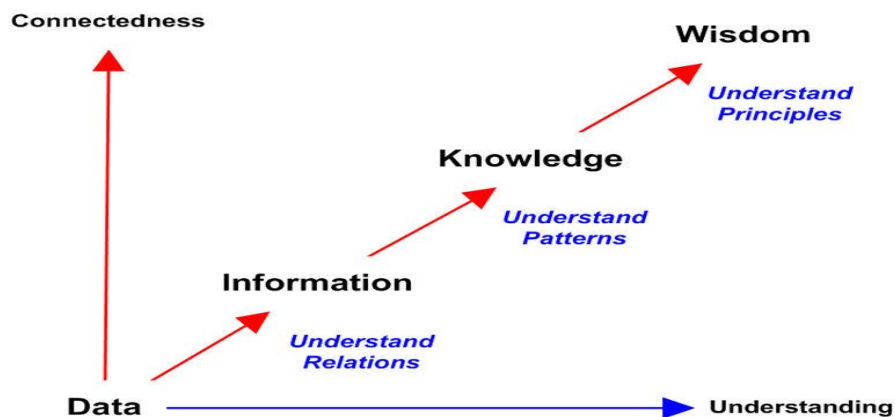 Connectedness
Wisdom
Understand
Principles
Knowledge
Understand
Patterns
Information
Understand
Relations
Data
Understanding